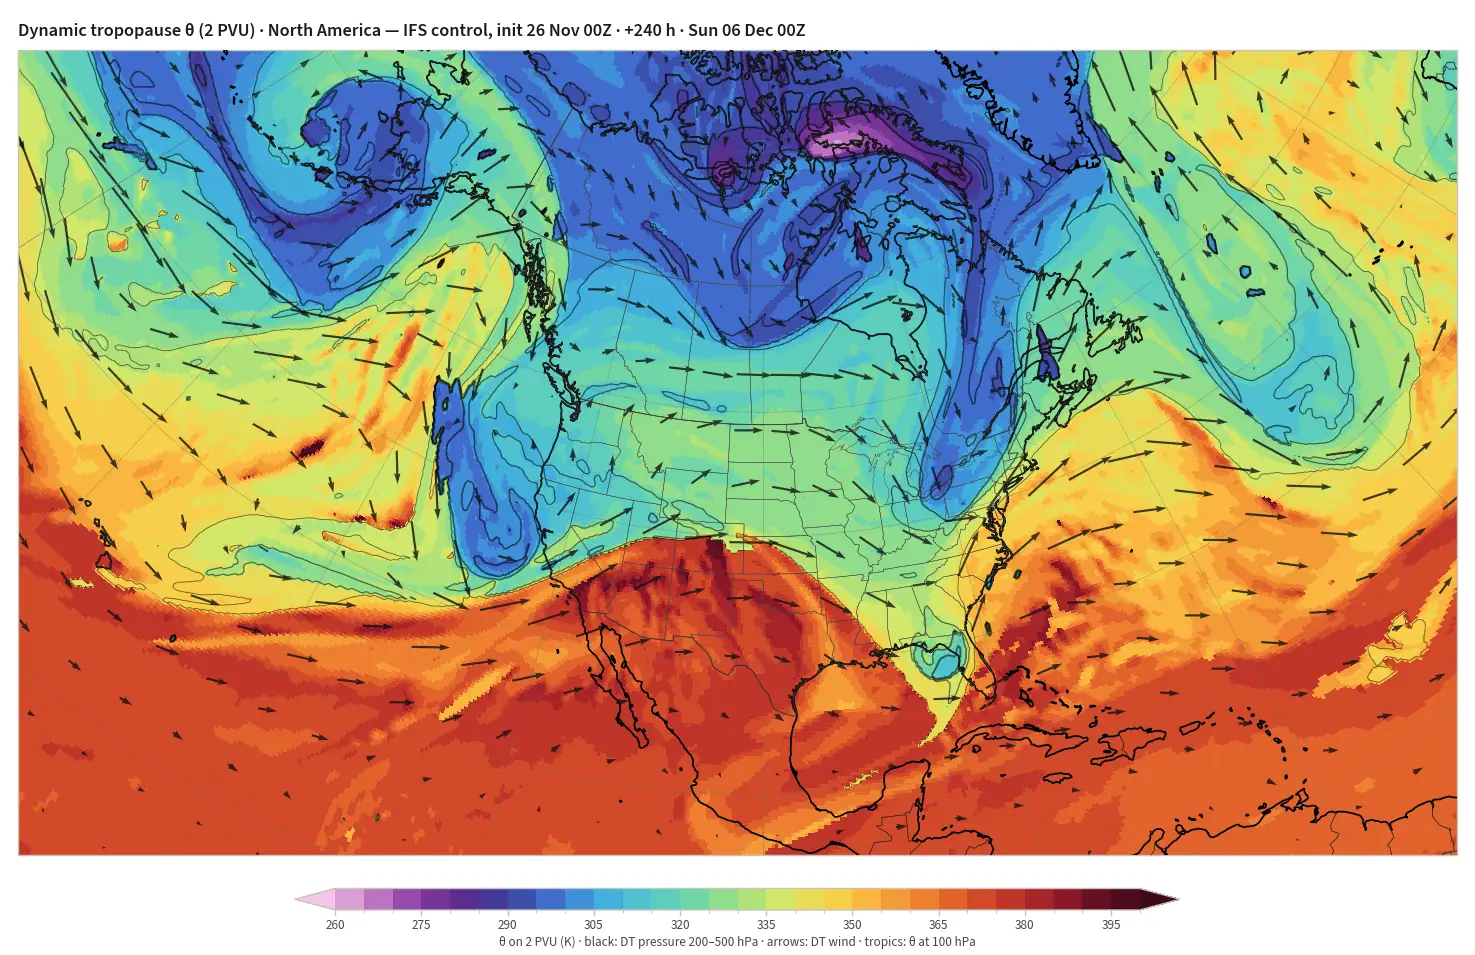 Dynamic tropopause θ (2 PVU) · North America — IFS control, init 26 Nov 00Z · +240 h · Sun 06 Dec 00Z
260 275 290 305 320 335 350 365 380 395
θ on 2 PVU (K) · black: DT pressure 200–500 hPa · arrows: DT wind · tropics: θ at 100 hPa